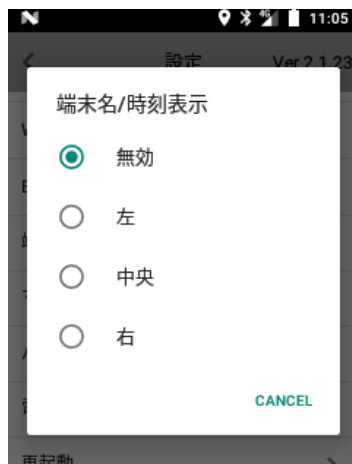 4G 11:05
設定 Ver 2.1.23
端末名/時刻表示
無効
左
中央
右
CANCEL
再起動